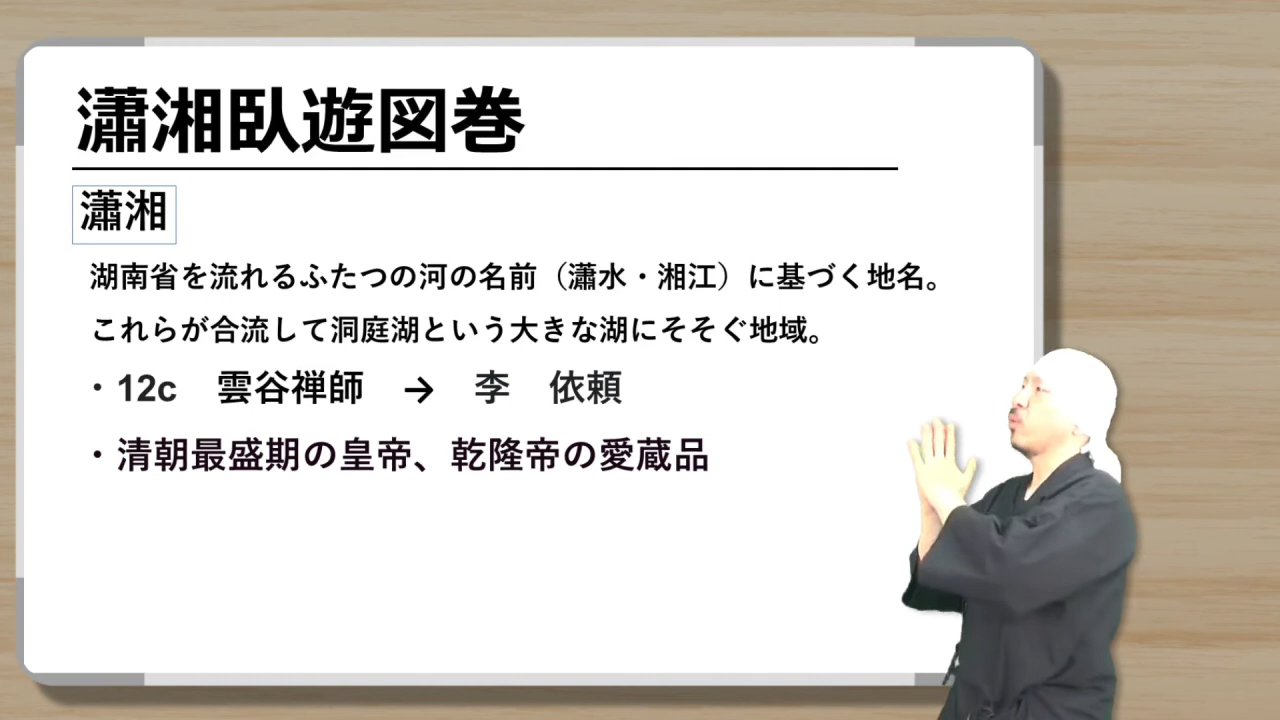 瀟湘臥遊図巻
瀟湘
湖南省を流れるふたつの河の名前（瀟水・湘江）に基づく地名。
これらが合流して洞庭湖という大きな湖にそそぐ地域。
・12c　雲谷禅師　→　李　依頼
・清朝最盛期の皇帝、乾隆帝の愛蔵品